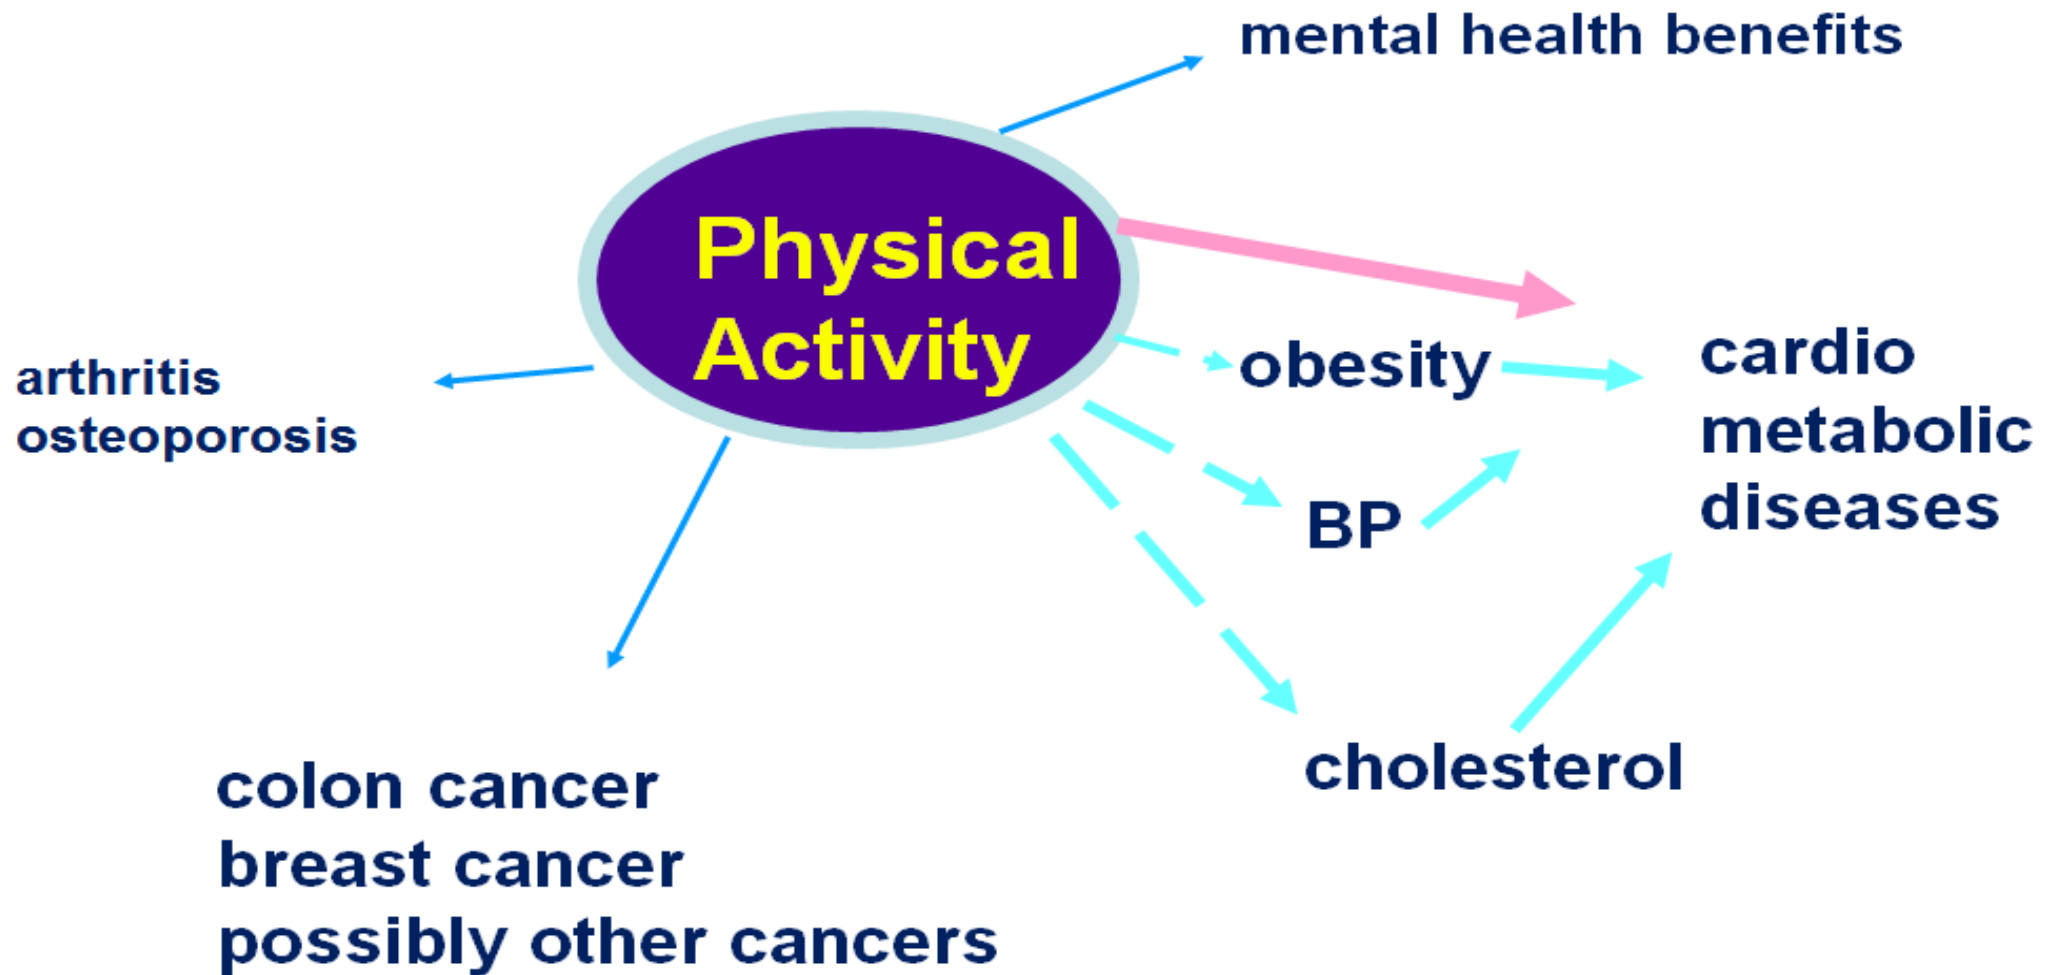 mental health benefits
Physical
Activity
arthritis
osteoporosis
obesity
BP
cholesterol
cardio
metabolic
diseases
colon cancer
breast cancer
possibly other cancers